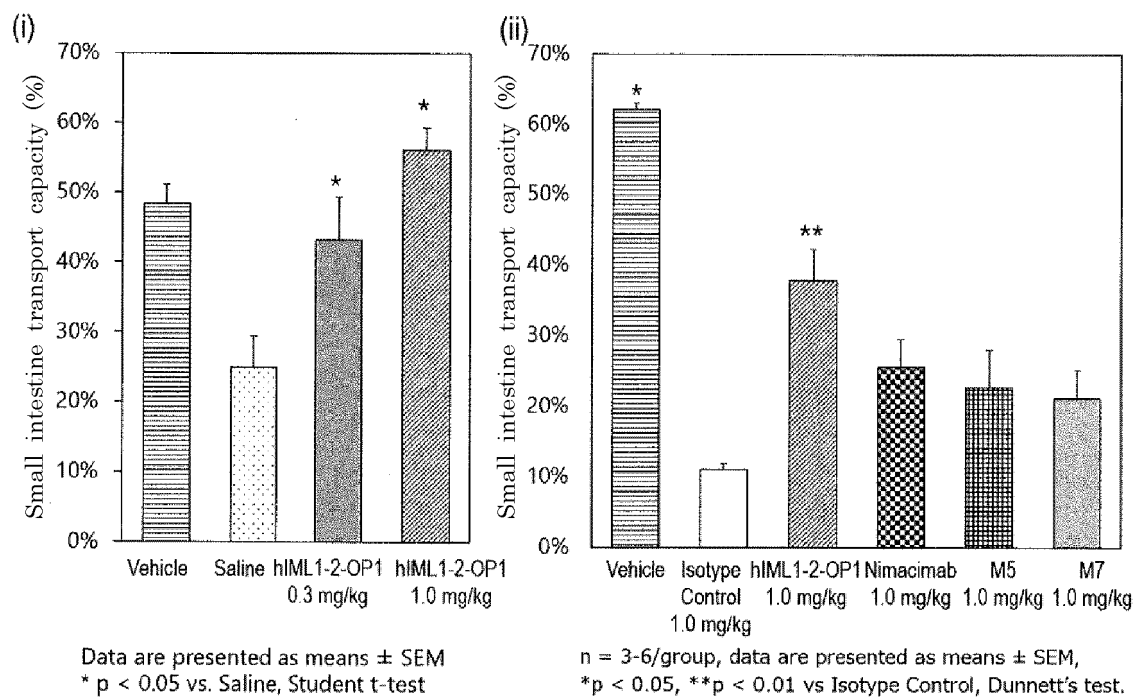 (i)
Small intestine transport capacity (%)
70%
60%
50%
40%
30%
20%
10%
0%
*
*
Vehicle Saline hIML1-2-OP1 hIML1-2-OP1
0.3 mg/kg 1.0 mg/kg
Data are presented as means ± SEM
* p < 0.05 vs. Saline, Student t-test
(ii)
Small intestine transport capacity (%)
70%
60%
50%
40%
30%
20%
10%
0%
*
**
Vehicle Isotype hIML1-2-OP1 Nimacimab M5 M7
Control 1.0 mg/kg 1.0 mg/kg 1.0 mg/kg 1.0 mg/kg
1.0 mg/kg
n = 3-6/group, data are presented as means ± SEM,
*p < 0.05, **p < 0.01 vs Isotype Control, Dunnett's test.